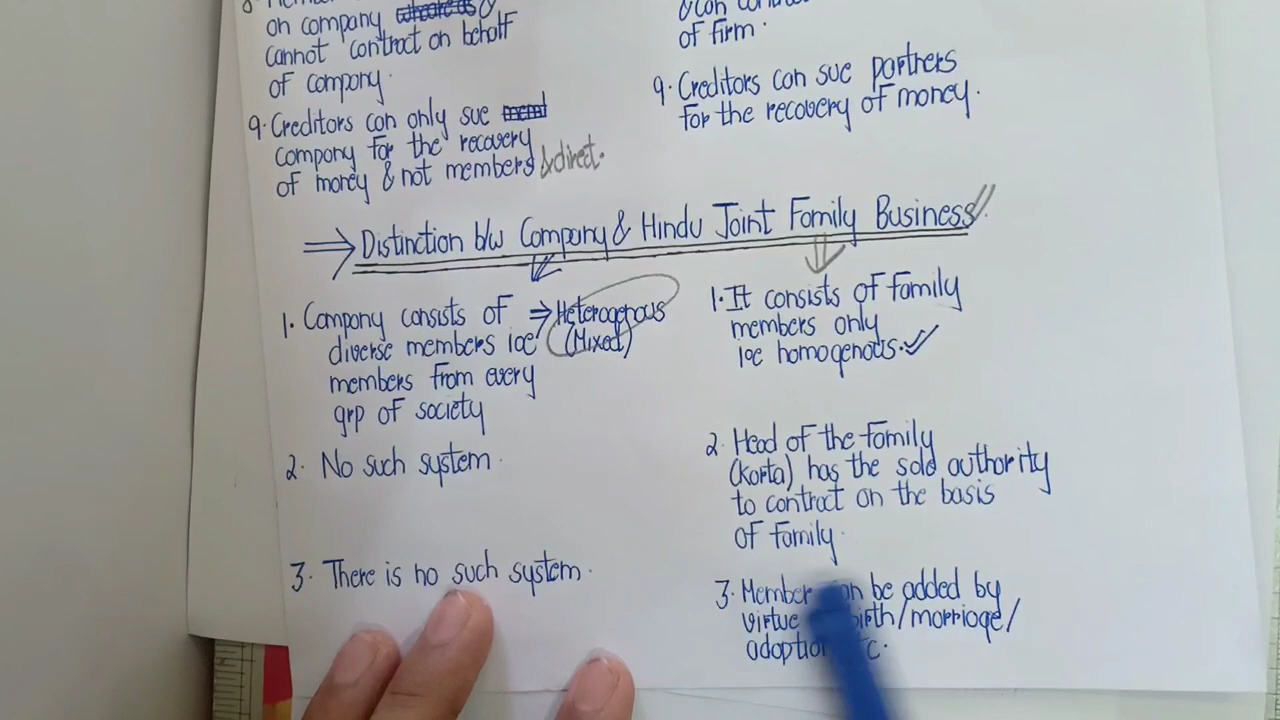 on company
cannot contract on behalf
of company.
9. Creditors can only sue
company for the recovery
of money & not members & direct.
of firm.
9. Creditors can sue partners
for the recovery of money.
⇒ Distinction b/w Company & Hindu Joint Family Business
1. Company consists of ⇒ Heterogenous
diverse members ioe (Mixed)
members from every
grp of society
2. No such system.
3. There is no such system.
1. It consists of family
members only
ioe homogenous.
2. Head of the family
(Karta) has the sold authority
to contract on the basis
of family.
3. Member can be added by
virtue birth/marriage/
adoption